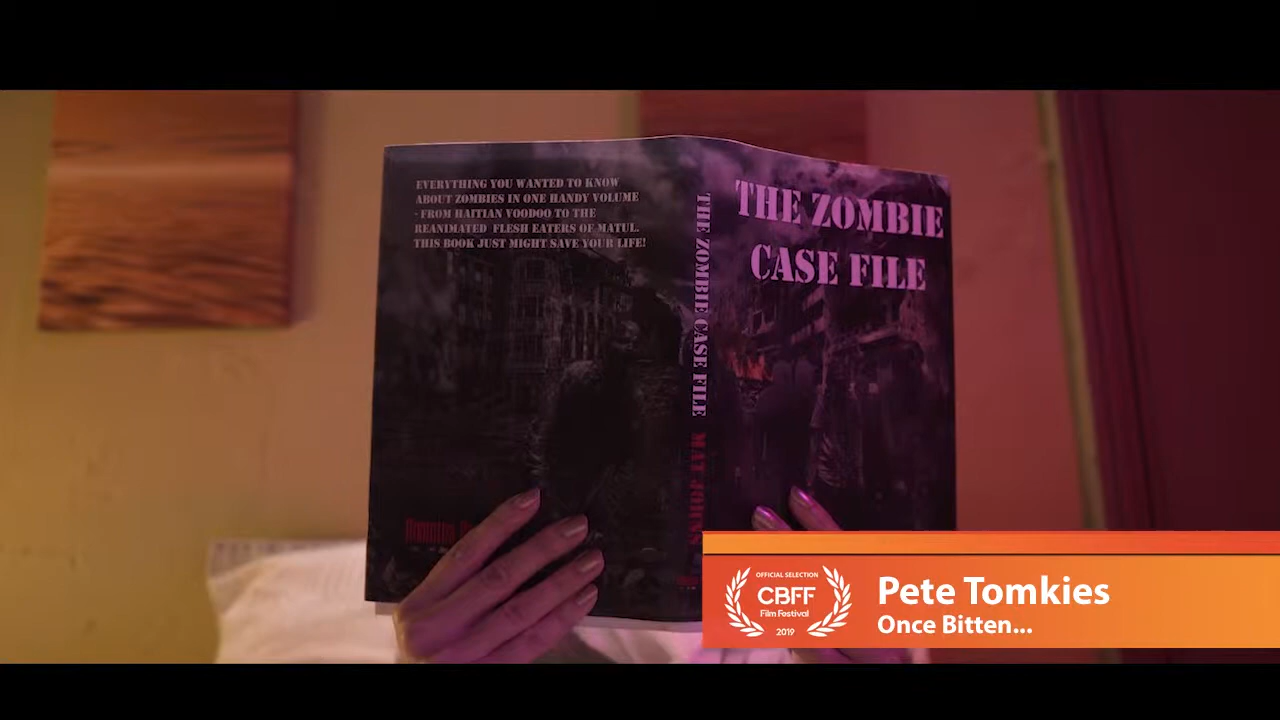 EVERYTHING YOU WANTED TO KNOW
ABOUT ZOMBIES IN ONE HANDY VOLUME
- FROM HAITIAN VOODOO TO THE
REANIMATED FLESH EATERS OF MATUL.
THIS BOOK JUST MIGHT SAVE YOUR LIFE!
THE ZOMBIE CASE FILE
THE ZOMBIE
CASE FILE
OFFICIAL SELECTION
CBFF
Film Festival
2019
Pete Tomkies
Once Bitten...